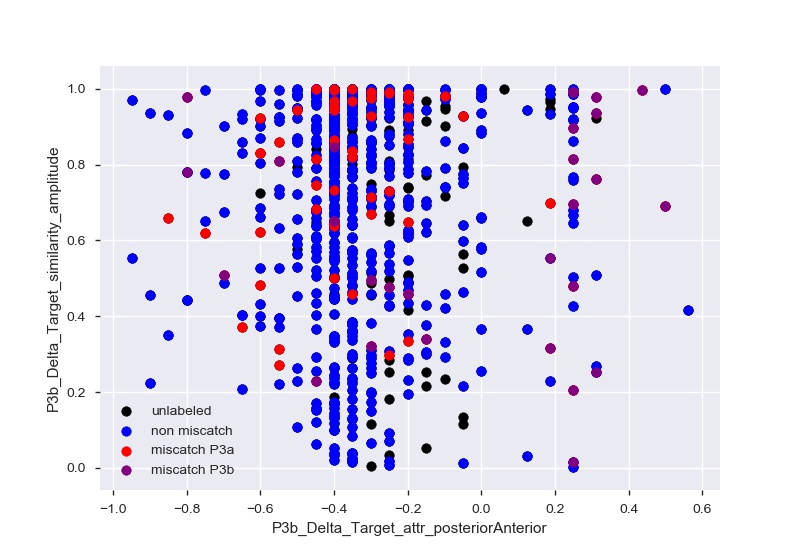 1.0
0.8
0.6
0.4
0.2
0.0
P3b_Delta_Target_similarity_amplitude
unlabeled
non miscatch
miscatch P3a
miscatch P3b
−1.0 −0.8 −0.6 −0.4 −0.2 0.0 0.2 0.4 0.6
P3b_Delta_Target_attr_posteriorAnterior